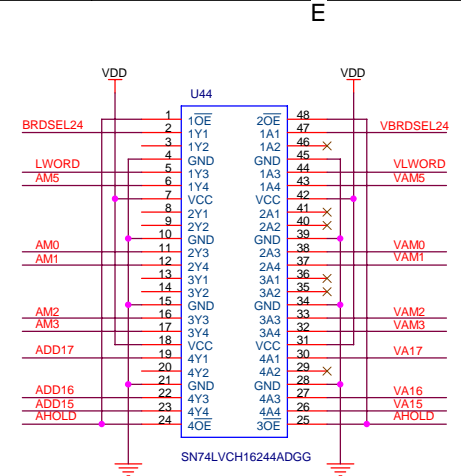 E
VDD VDD
U44
1 1OE 2OE 48
BRDSEL24 2 1Y1 1A1 47 VBRDSEL24
3 1Y2 1A2 46
4 GND GND 45
LWORD 5 1Y3 1A3 44 VLWORD
AM5 6 1Y4 1A4 43 VAM5
7 VCC VCC 42
8 2Y1 2A1 41
9 2Y2 2A2 40
10 GND GND 39
AM0 11 2Y3 2A3 38 VAM0
AM1 12 2Y4 2A4 37 VAM1
13 3Y1 3A1 36
14 3Y2 3A2 35
15 GND GND 34
AM2 16 3Y3 3A3 33 VAM2
AM3 17 3Y4 3A4 32 VAM3
18 VCC VCC 31
ADD17 19 4Y1 4A1 30 VA17
20 4Y2 4A2 29
21 GND GND 28
ADD16 22 4Y3 4A3 27 VA16
ADD15 23 4Y4 4A4 26 VA15
AHOLD 24 4OE 3OE 25 AHOLD
SN74LVCH16244ADGG